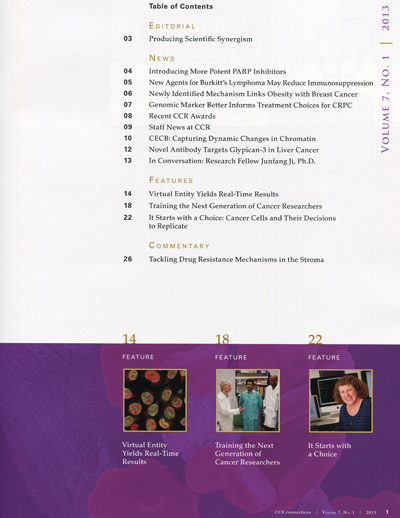 Table of Contents
EDITORIAL
03 Producing Scientific Synergism
NEWS
04 Introducing More Potent PARP Inhibitors
05 New Agents for Burkitt's Lymphoma May Reduce Immunosuppression
06 Newly Identified Mechanism Links Obesity with Breast Cancer
07 Genomic Marker Better Informs Treatment Choices for CRPC
08 Recent CCR Awards
09 Staff News at CCR
10 CECB: Capturing Dynamic Changes in Chromatin
12 Novel Antibody Targets Glypican-3 in Liver Cancer
13 In Conversation: Research Fellow Junfang Ji, Ph.D.
FEATURES
14 Virtual Entity Yields Real-Time Results
18 Training the Next Generation of Cancer Researchers
22 It Starts with a Choice: Cancer Cells and Their Decisions
to Replicate
COMMENTARY
26 Tackling Drug Resistance Mechanisms in the Stroma
VOLUME 7, NO. 1 | 2013
14
FEATURE
Virtual Entity
Yields Real-Time
Results
18
FEATURE
Training the Next
Generation of
Cancer Researchers
22
FEATURE
It Starts with
a Choice
CCR connections | VOLUME 7, NO. 1 | 2013 1